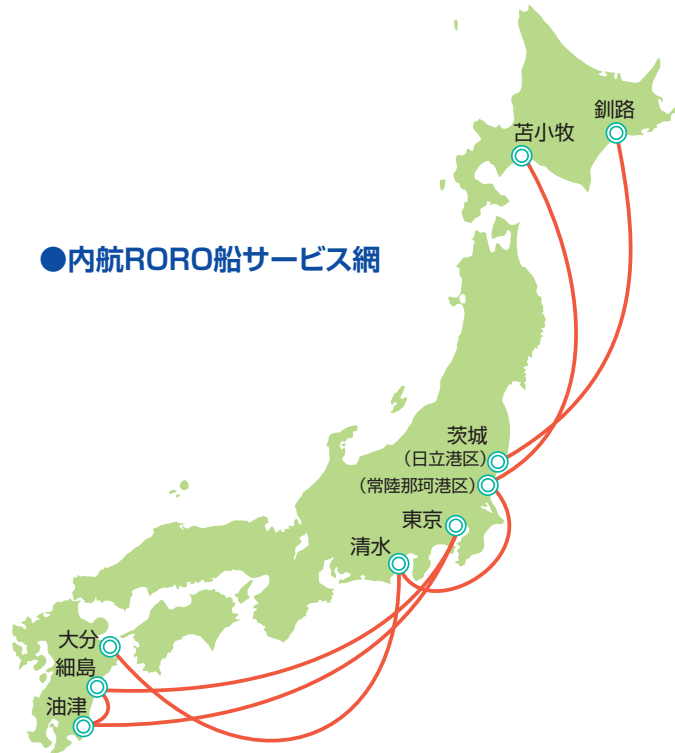 釧路
苫小牧
●内航RORO船サービス網
茨城
（日立港区）
（常陸那珂港区）
東京
清水
大分
細島
油津